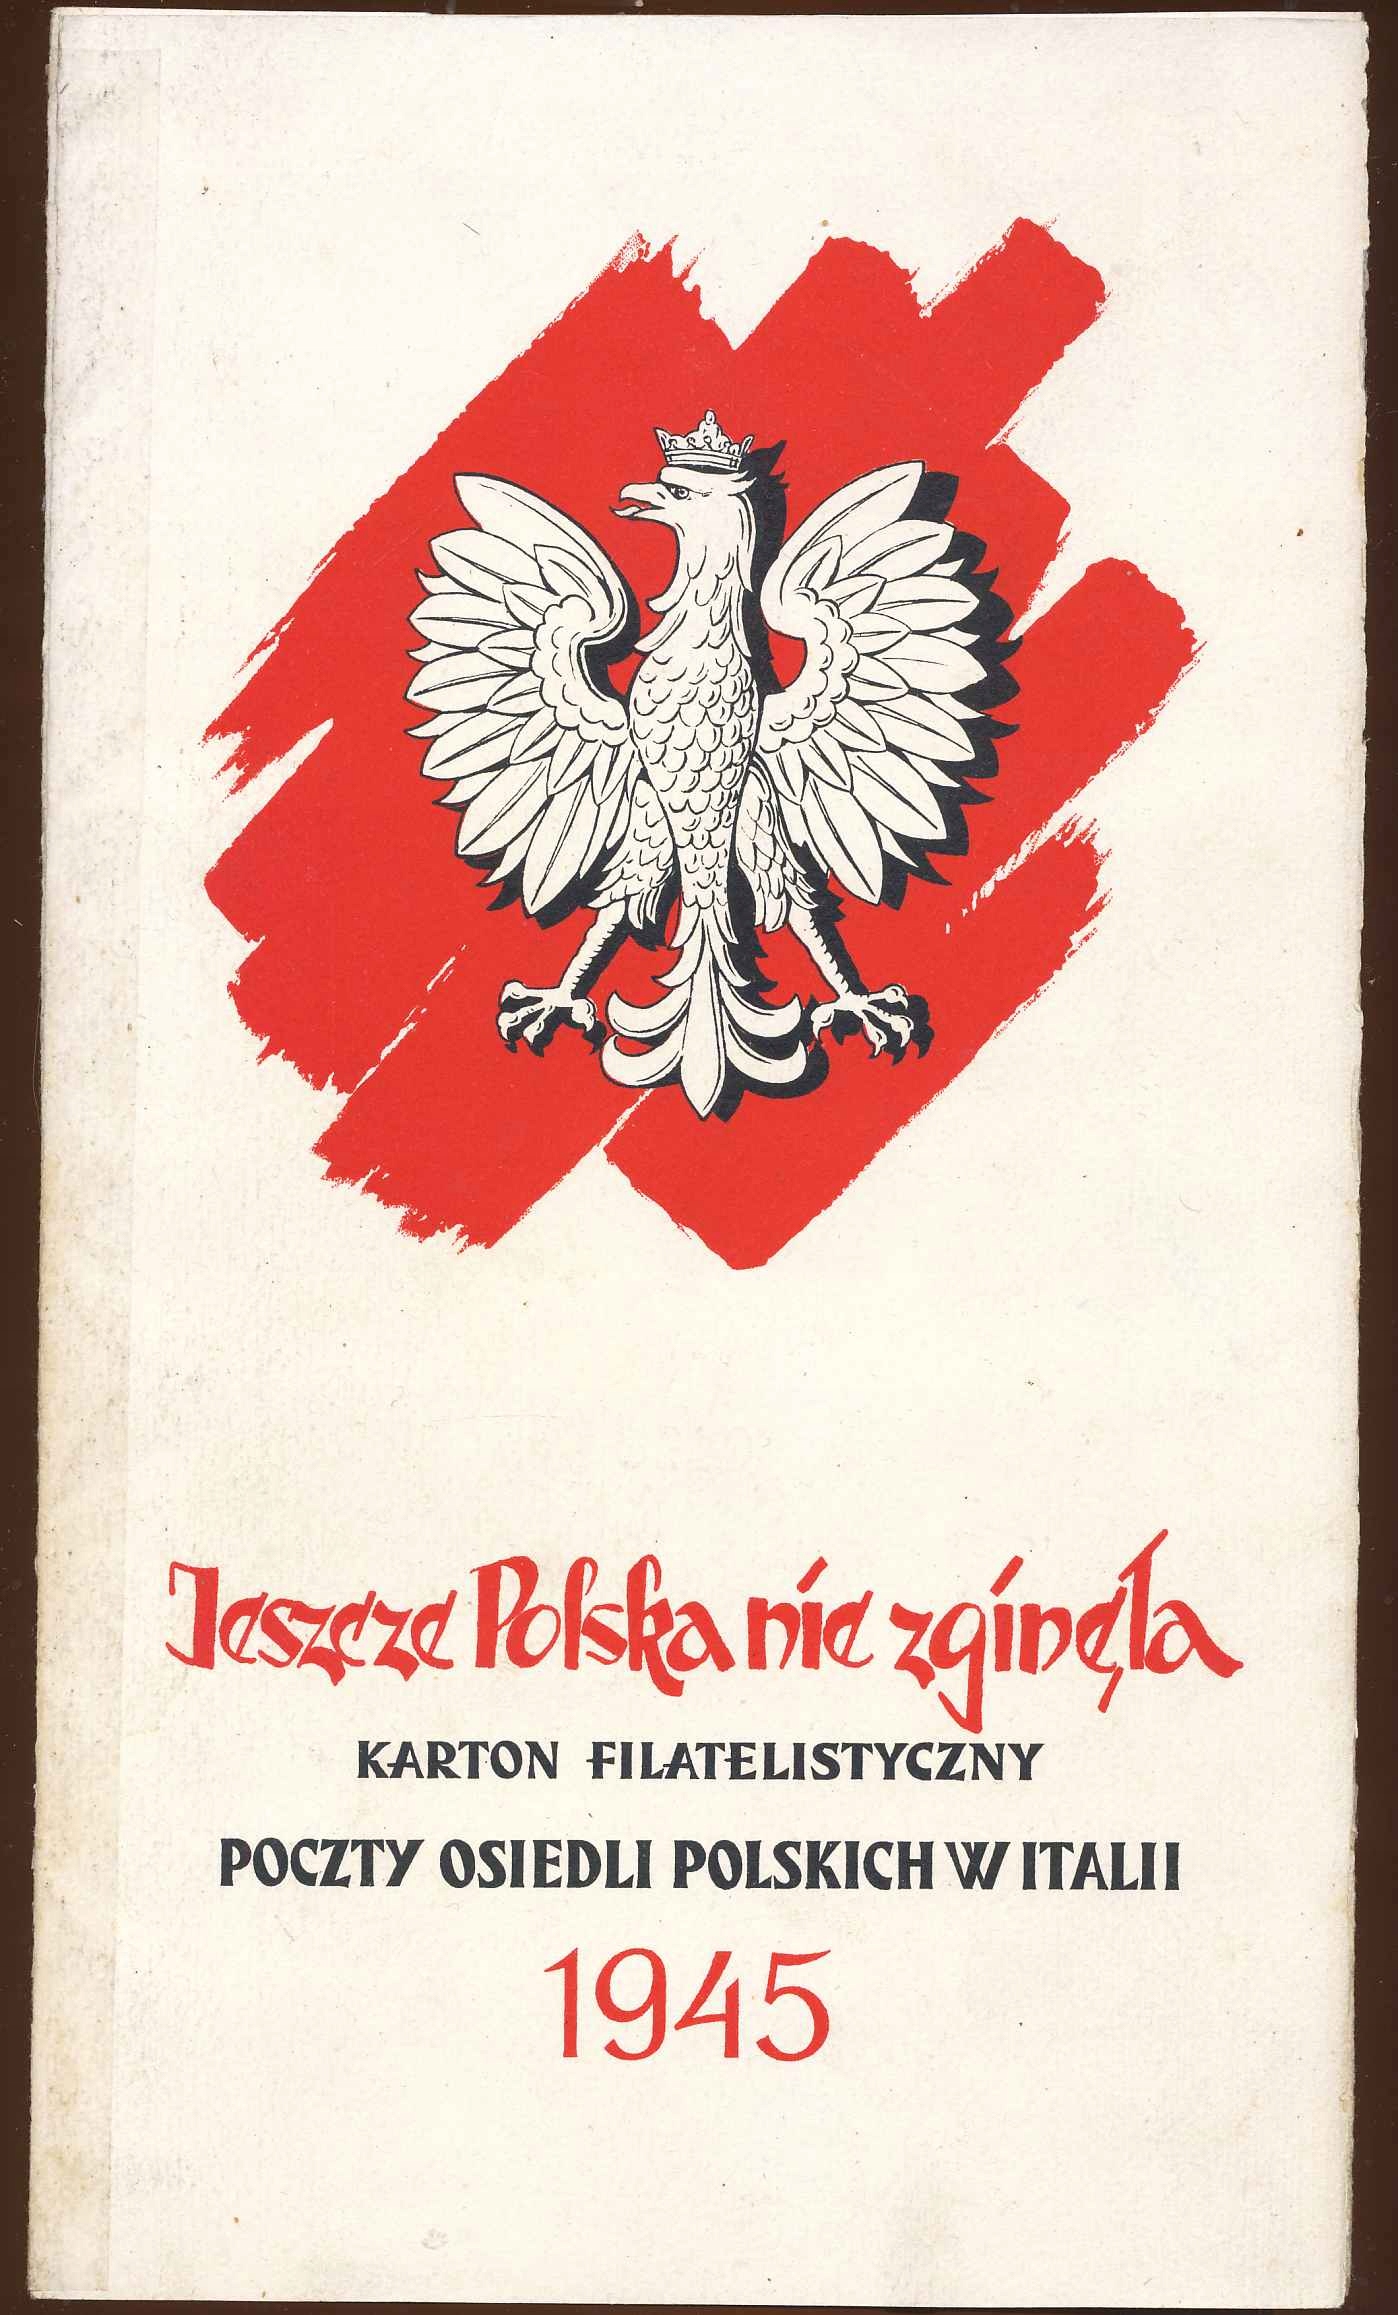 Jeszcze Polska nie zginęła
KARTON FILATELISTYCZNY
POCZTY OSIEDLI POLSKICH W ITALII
1945